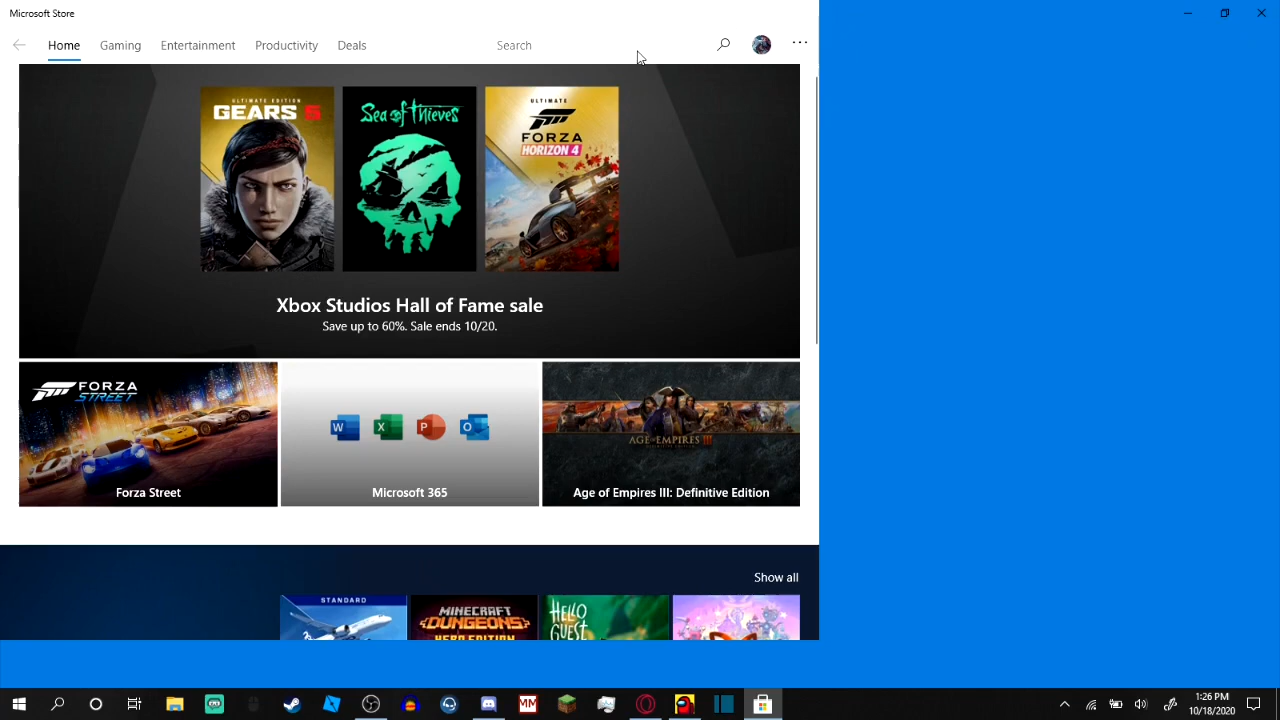 Microsoft Store
Home Gaming Entertainment Productivity Deals Search
ULTIMATE EDITION
GEARS 5
Sea of Thieves
ULTIMATE
FORZA
HORIZON 4
Xbox Studios Hall of Fame sale
Save up to 60%. Sale ends 10/20.
FORZA
STREET
Forza Street
W X P O
Microsoft 365
AGE OF EMPIRES III
DEFINITIVE EDITION
Age of Empires III: Definitive Edition
Show all
STANDARD
MINECRAFT
DUNGEONS
HERO EDITION
HELLO
GUEST
MM
1:26 PM
10/18/2020